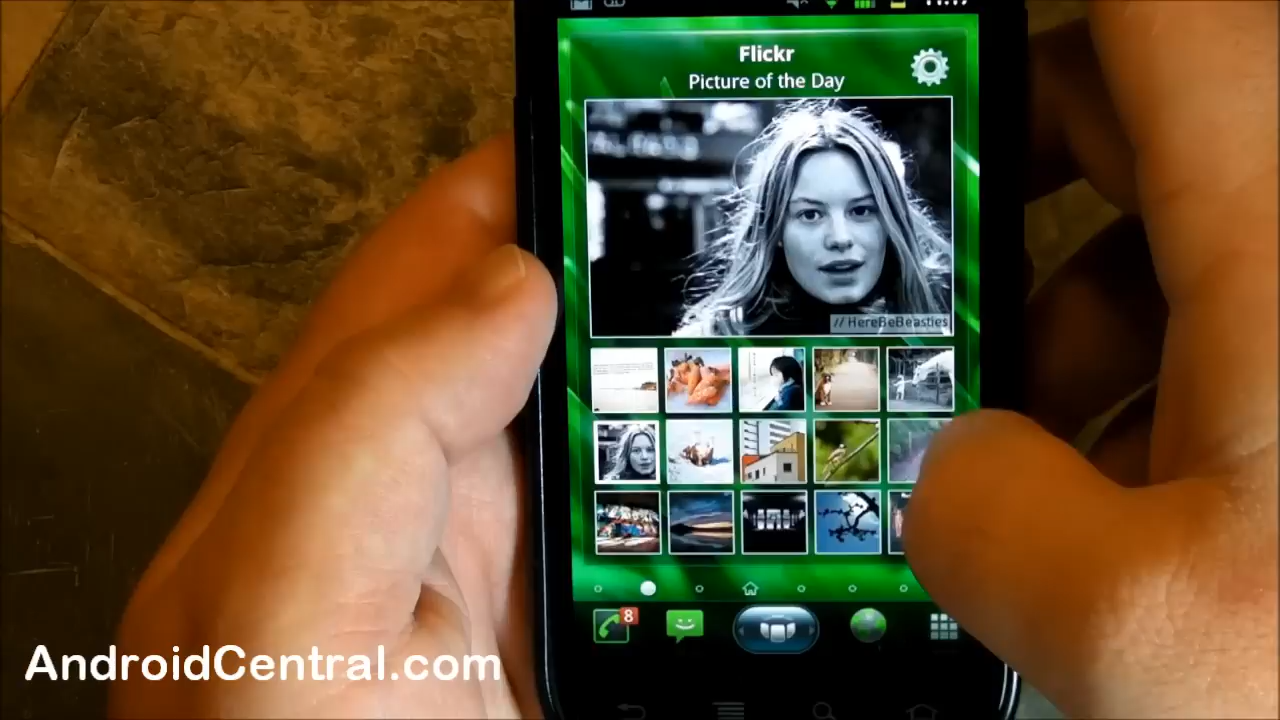 Flickr
Picture of the Day
// HereBeBeasties
8
AndroidCentral.com